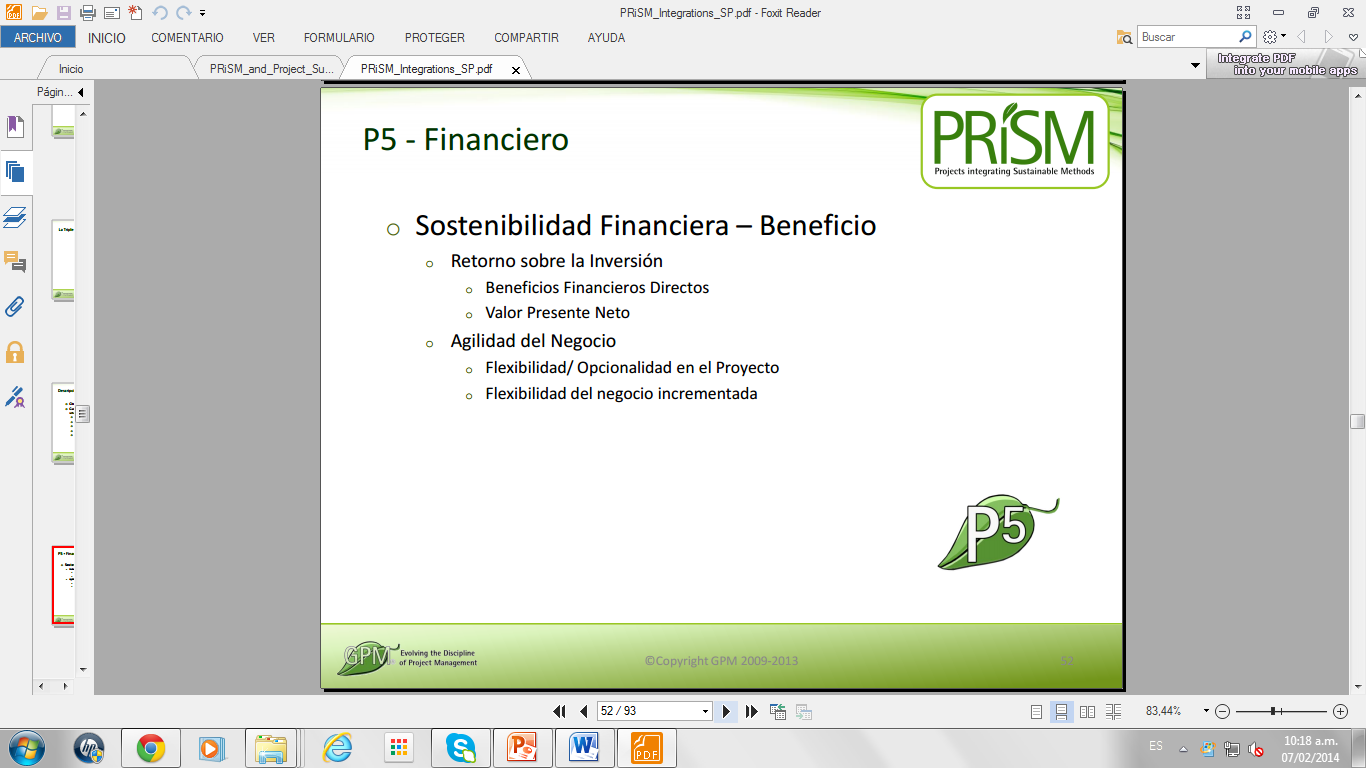 PRiSM_Integrations_SP.pdf - Foxit Reader
ARCHIVO INICIO COMENTARIO VER FORMULARIO PROTEGER COMPARTIR AYUDA
Buscar
Inicio PRiSM_and_Project_Su... PRiSM_Integrations_SP.pdf
Integrate PDF
into your mobile apps
Págin...
P5 - Financiero
PRiSM
Projects integrating Sustainable Methods
Sostenibilidad Financiera – Beneficio
Retorno sobre la Inversión
Beneficios Financieros Directos
Valor Presente Neto
Agilidad del Negocio
Flexibilidad/ Opcionalidad en el Proyecto
Flexibilidad del negocio incrementada
P5
GPM
Evolving the Discipline
of Project Management
©Copyright GPM 2009-2013
52
52 / 93
83,44%
ES
10:18 a.m.
07/02/2014